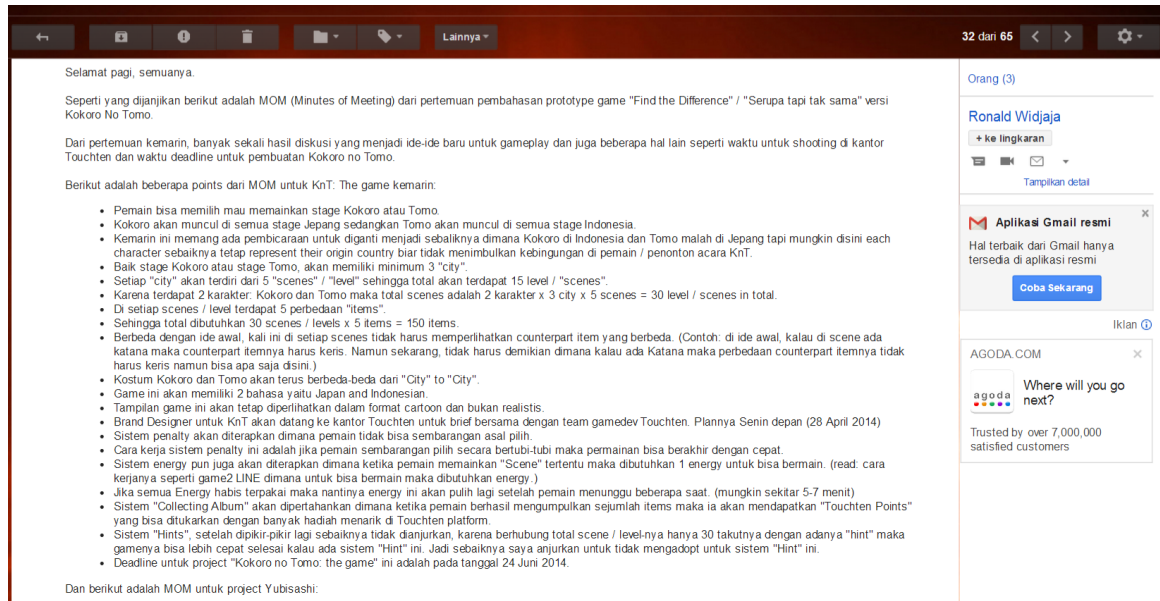 Lainnya
32 dari 65
Selamat pagi, semuanya.
Seperti yang dijanjikan berikut adalah MOM (Minutes of Meeting) dari pertemuan pembahasan prototype game "Find the Difference" / "Serupa tapi tak sama" versi
Kokoro No Tomo.
Dari pertemuan kemarin, banyak sekali hasil diskusi yang menjadi ide-ide baru untuk gameplay dan juga beberapa hal lain seperti waktu untuk shooting di kantor
Touchten dan waktu deadline untuk pembuatan Kokoro no Tomo.
Berikut adalah beberapa points dari MOM untuk KnT: The game kemarin:
• Pemain bisa memilih mau memainkan stage Kokoro atau Tomo.
• Kokoro akan muncul di semua stage Jepang sedangkan Tomo akan muncul di semua stage Indonesia.
• Kemarin ini memang ada pembicaraan untuk diganti menjadi sebaliknya dimana Kokoro di Indonesia dan Tomo malah di Jepang tapi mungkin disini each
character sebaiknya tetap represent their origin country biar tidak menimbulkan kebingungan di pemain / penonton acara KnT.
• Baik stage Kokoro atau stage Tomo, akan memiliki minimum 3 "city".
• Setiap "city" akan terdiri dari 5 "scenes" / "level" sehingga total akan terdapat 15 level / "scenes".
• Karena terdapat 2 karakter: Kokoro dan Tomo maka total scenes adalah 2 karakter x 3 city x 5 scenes = 30 level / scenes in total.
• Di setiap scenes / level terdapat 5 perbedaan "items".
• Sehingga total dibutuhkan 30 scenes / levels x 5 items = 150 items.
• Berbeda dengan ide awal, kali ini di setiap scenes tidak harus memperlihatkan counterpart item yang berbeda. (Contoh: di ide awal, kalau di scene ada
katana maka counterpart itemnya harus keris. Namun sekarang, tidak harus demikian dimana kalau ada Katana maka perbedaan counterpart itemnya tidak
harus keris namun bisa apa saja disini.)
• Kostum Kokoro dan Tomo akan terus berbeda-beda dari "City" to "City".
• Game ini akan memiliki 2 bahasa yaitu Japan and Indonesian.
• Tampilan game ini akan tetap diperlihatkan dalam format cartoon dan bukan realistis.
• Brand Designer untuk KnT akan datang ke kantor Touchten untuk brief bersama dengan team gamedev Touchten. Plannya Senin depan (28 April 2014)
• Sistem penalty akan diterapkan dimana pemain tidak bisa sembarangan asal pilih.
• Cara kerja sistem penalty ini adalah jika pemain sembarangan pilih secara bertubi-tubi maka permainan bisa berakhir dengan cepat.
• Sistem energy pun juga akan diterapkan dimana ketika pemain memainkan "Scene" tertentu maka dibutuhkan 1 energy untuk bisa bermain. (read: cara
kerjanya seperti game2 LINE dimana untuk bisa bermain maka dibutuhkan energy.)
• Jika semua Energy habis terpakai maka nantinya energy ini akan pulih lagi setelah pemain menunggu beberapa saat. (mungkin sekitar 5-7 menit)
• Sistem "Collecting Album" akan dipertahankan dimana ketika pemain berhasil mengumpulkan sejumlah items maka ia akan mendapatkan "Touchten Points"
yang bisa ditukarkan dengan banyak hadiah menarik di Touchten platform.
• Sistem "Hints", setelah dipikir-pikir lagi sebaiknya tidak dianjurkan, karena berhubung total scene / level-nya hanya 30 takutnya dengan adanya "hint" maka
gamenya bisa lebih cepat selesai kalau ada sistem "Hint" ini. Jadi sebaiknya saya anjurkan untuk tidak mengadopt untuk sistem "Hint" ini.
• Deadline untuk project "Kokoro no Tomo: the game" ini adalah pada tanggal 24 Juni 2014.
Dan berikut adalah MOM untuk project Yubisashi:
Orang (3)
Ronald Widjaja
+ ke lingkaran
Tampilkan detail
Aplikasi Gmail resmi
Hal terbaik dari Gmail hanya
tersedia di aplikasi resmi
Coba Sekarang
Iklan
AGODA.COM
agoda
Where will you go
next?
Trusted by over 7,000,000
satisfied customers